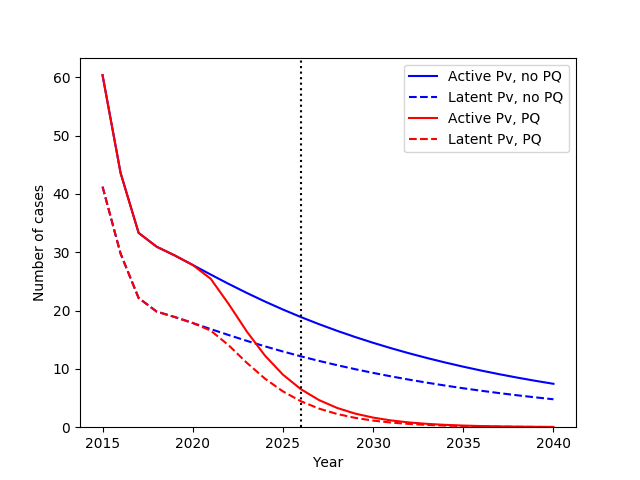 Active Pv, no PQ
Latent Pv, no PQ
Active Pv, PQ
Latent Pv, PQ
Number of cases
60
50
40
30
20
10
0
2015 2020 2025 2030 2035 2040
Year